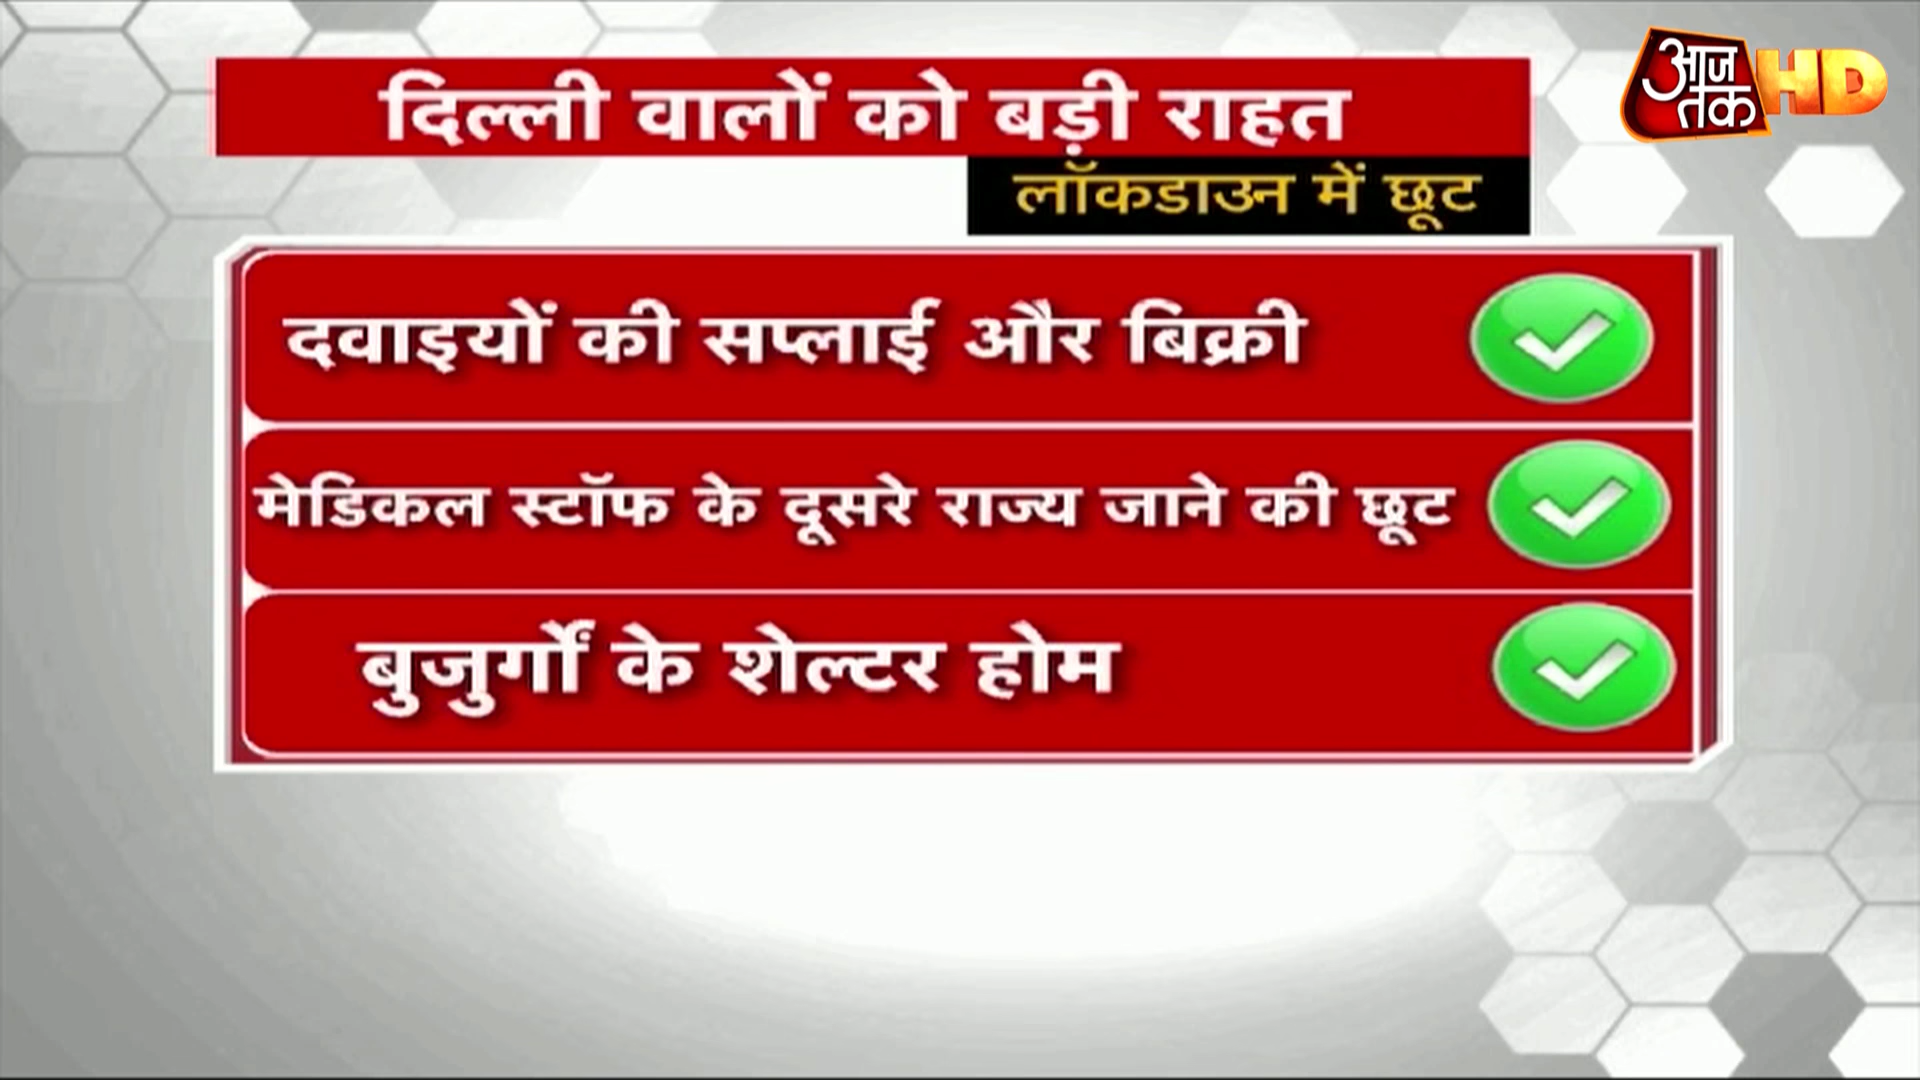 आज तक HD
दिल्ली वालों को बड़ी राहत
लॉकडाउन में छूट
दवाइयों की सप्लाई और बिक्री
मेडिकल स्टॉफ के दूसरे राज्य जाने की छूट
बुजुर्गों के शेल्टर होम